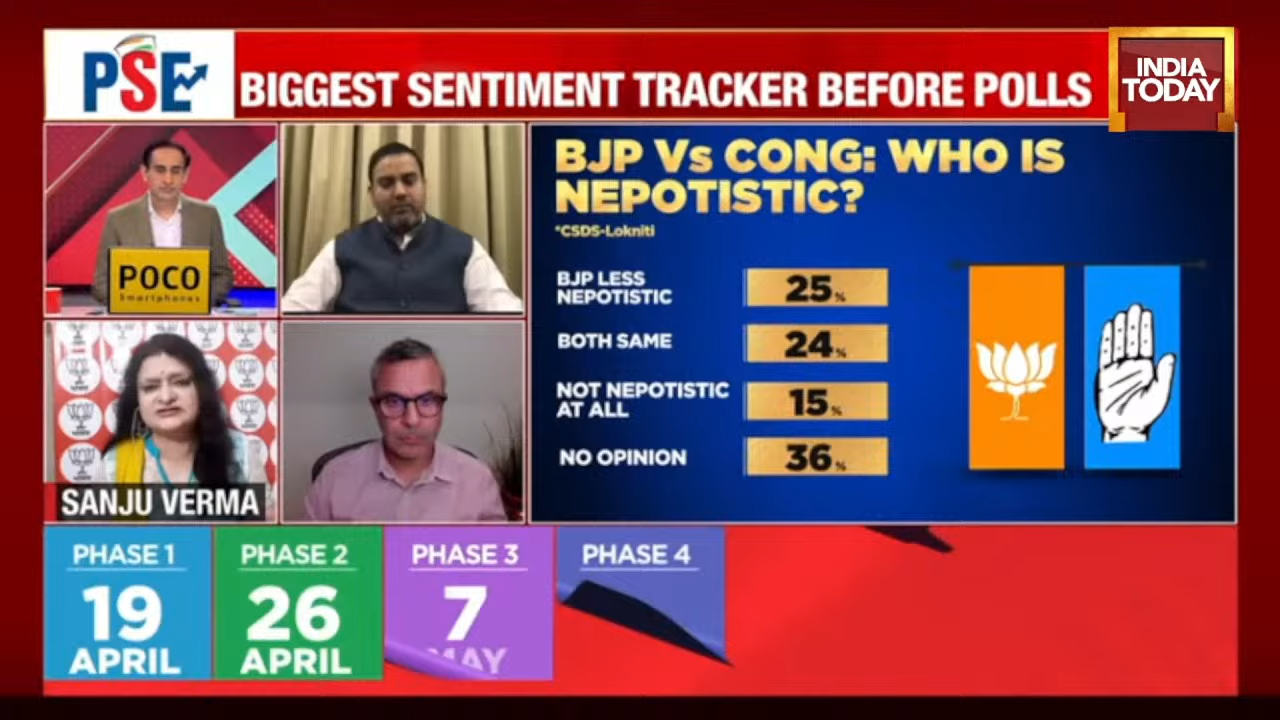 PSE
BIGGEST SENTIMENT TRACKER BEFORE POLLS
INDIA
TODAY
POCO
Smartphones
SANJU VERMA
BJP Vs CONG: WHO IS
NEPOTISTIC?
*CSDS-Lokniti
BJP LESS
NEPOTISTIC
25%
BOTH SAME
24%
NOT NEPOTISTIC
AT ALL
15%
NO OPINION
36%
PHASE 1
19
APRIL
PHASE 2
26
APRIL
PHASE 3
7
MAY
PHASE 4